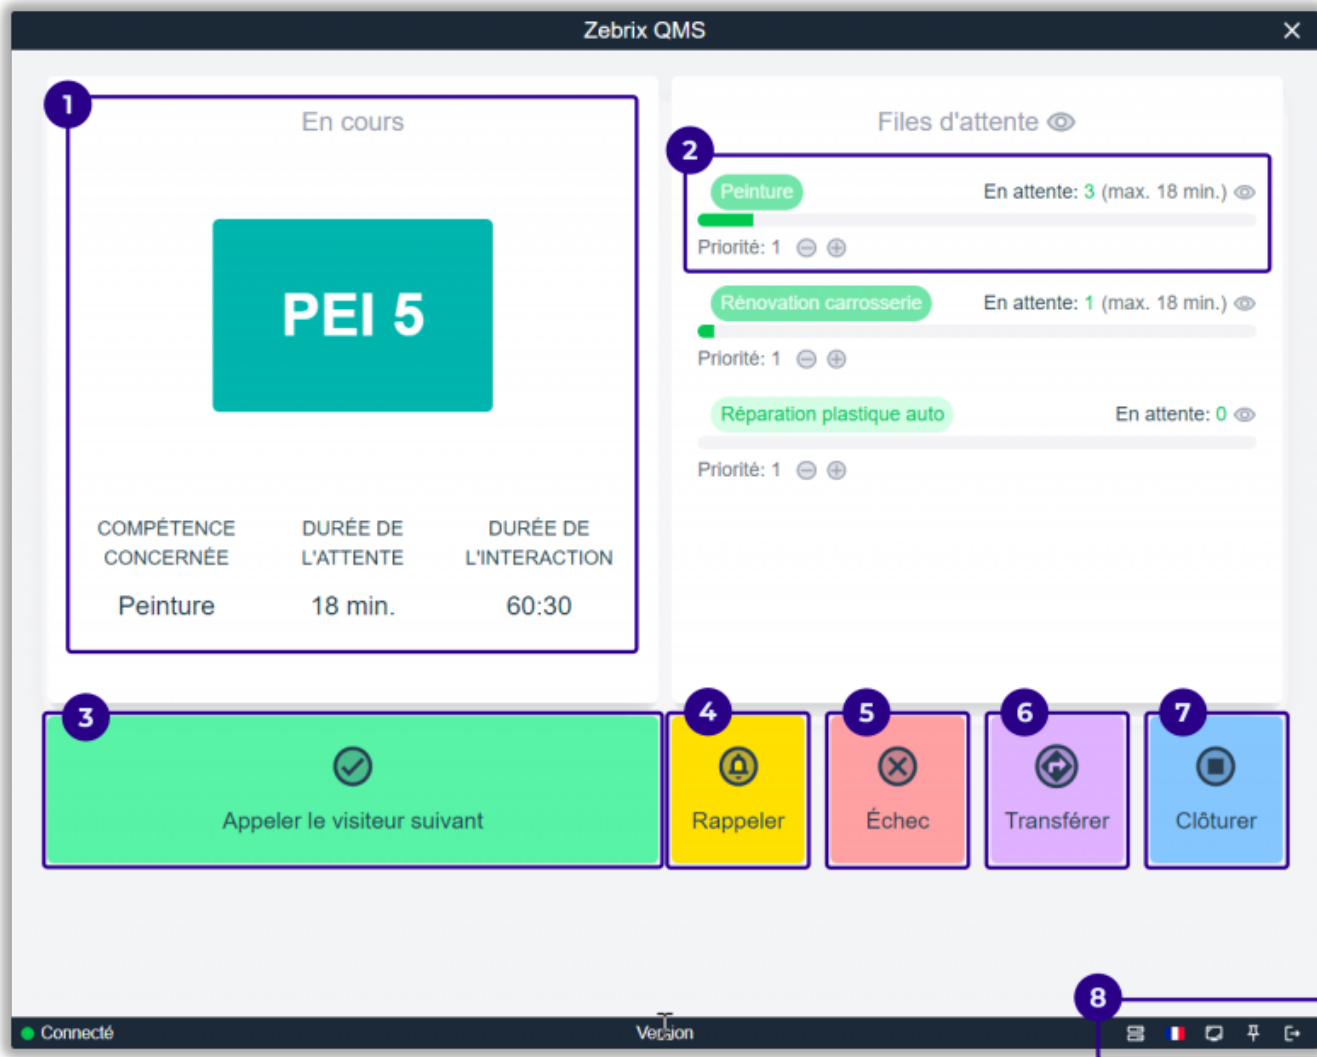 Zebrix QMS
1
En cours
PEI 5
COMPÉTENCE CONCERNÉE
DURÉE DE L'ATTENTE
DURÉE DE L'INTERACTION
Peinture
18 min.
60:30
Files d'attente
2
Peinture
En attente: 3 (max. 18 min.)
Priorité: 1
Rénovation carrosserie
En attente: 1 (max. 18 min.)
Priorité: 1
Réparation plastique auto
En attente: 0
Priorité: 1
3
Appeler le visiteur suivant
4
Rappeler
5
Échec
6
Transférer
7
Clôturer
8
Connecté
Version